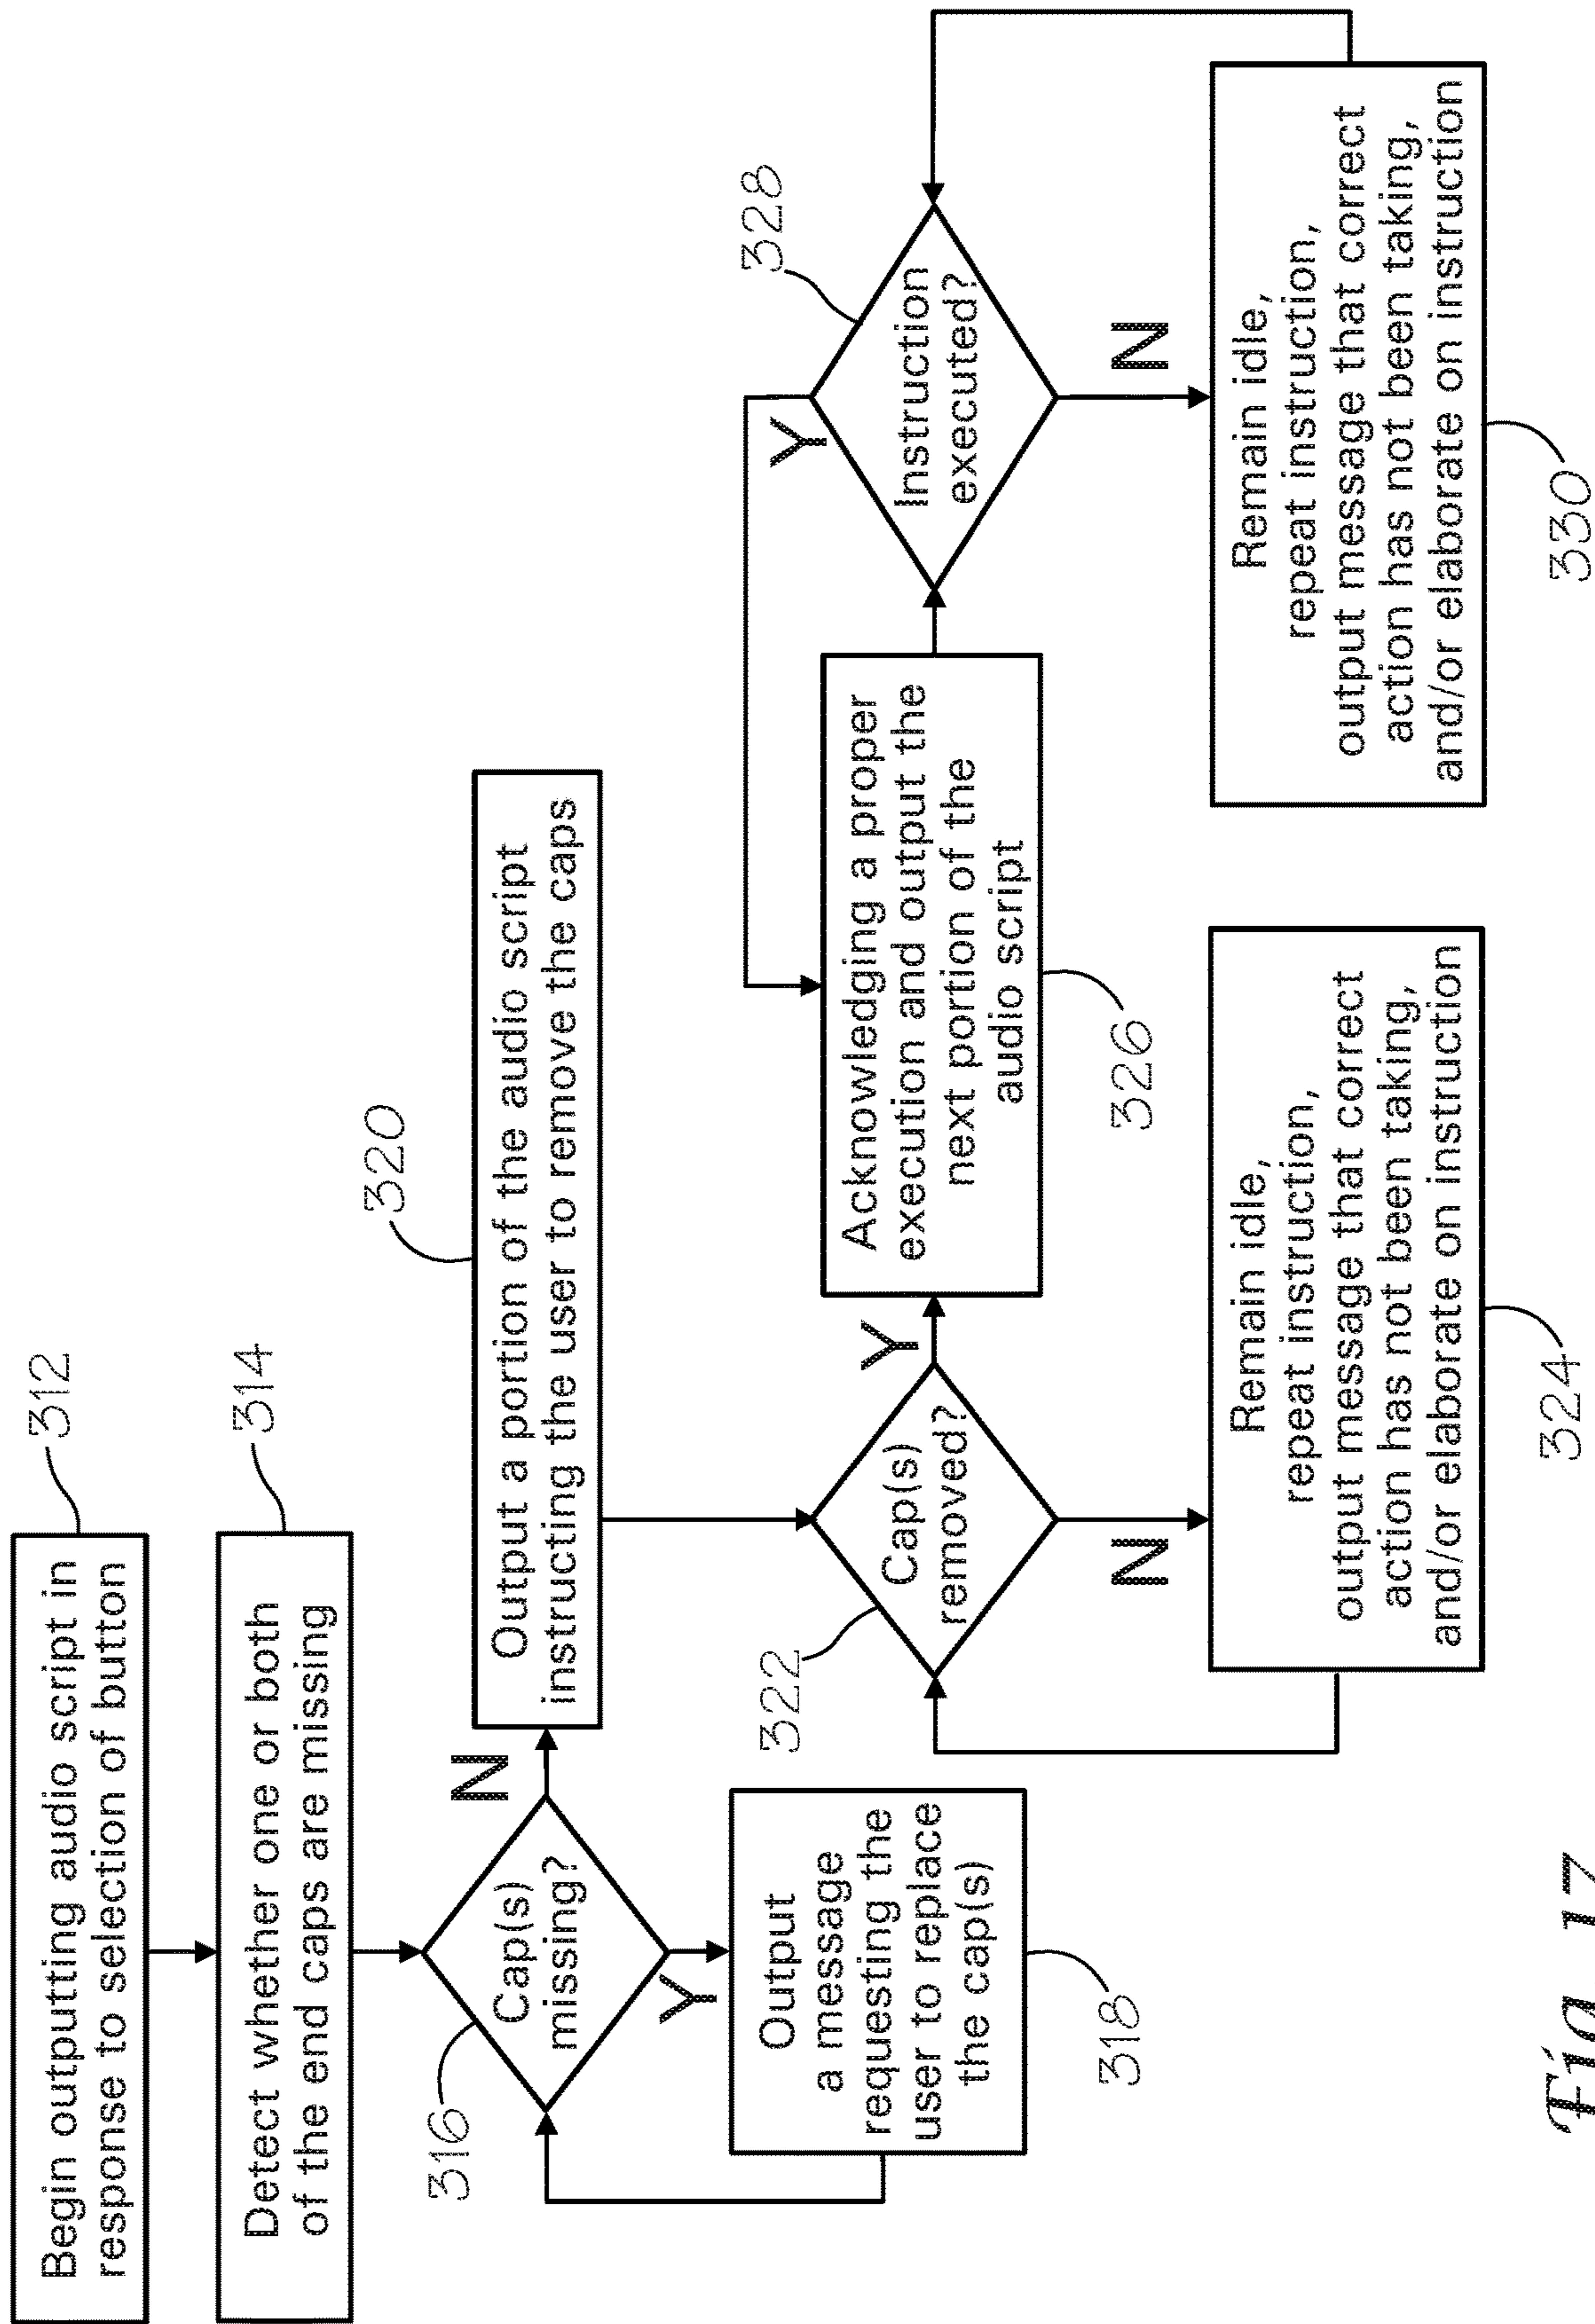 Begin outputting audio script in
response to selection of button
312
Detect whether one or both
of the end caps are missing
314
Cap(s)
missing?
316
N
Y
Output
a message
requesting the
user to replace
the cap(s)
318
Output a portion of the audio script
instructing the user to remove the caps
320
Cap(s)
removed?
322
Y
N
Remain idle,
repeat instruction,
output message that correct
action has not been taking,
and/or elaborate on instruction
324
Acknowledging a proper
execution and output the
next portion of the
audio script
326
Instruction
executed?
328
Y
N
Remain idle,
repeat instruction,
output message that correct
action has not been taking,
and/or elaborate on instruction
330
Fig. 17